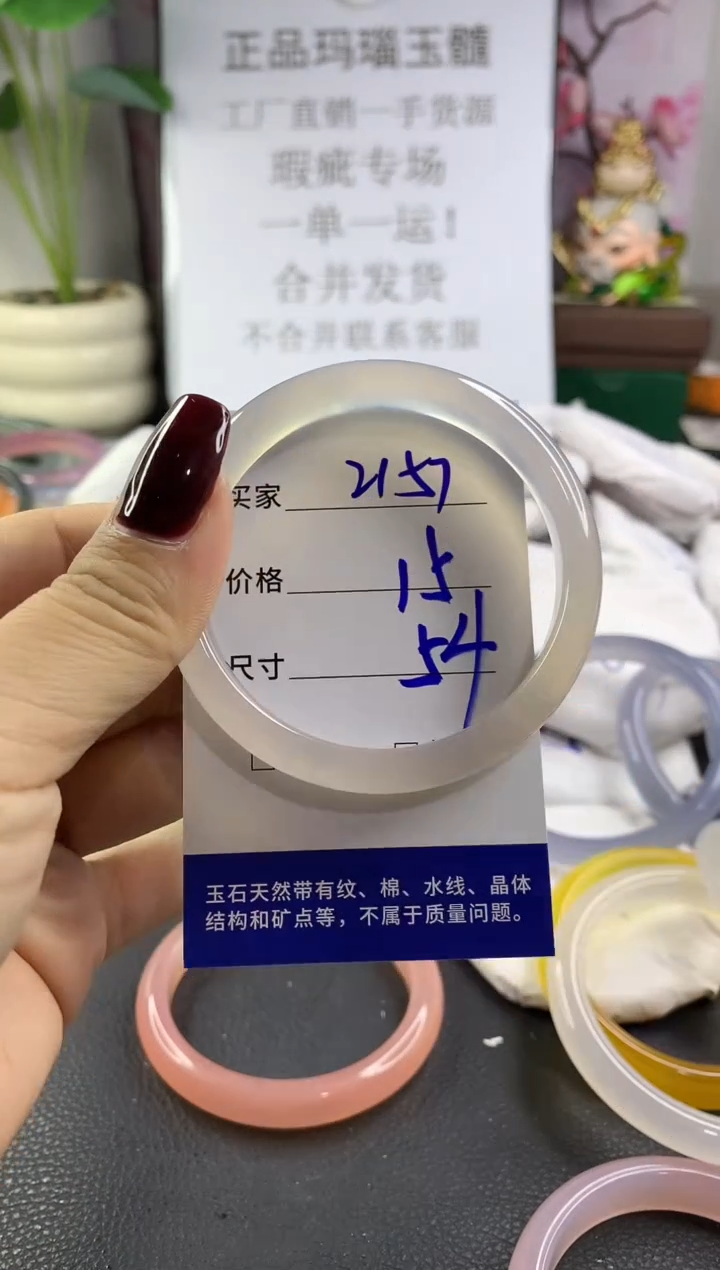 正品玛瑙玉髓
工厂直销一手货源
瑕疵专场
一单一运!
合并发货
不合并联系客服
买家 2157
价格 15
尺寸 54
玉石天然带有纹、棉、水线、晶体
结构和矿点等，不属于质量问题。